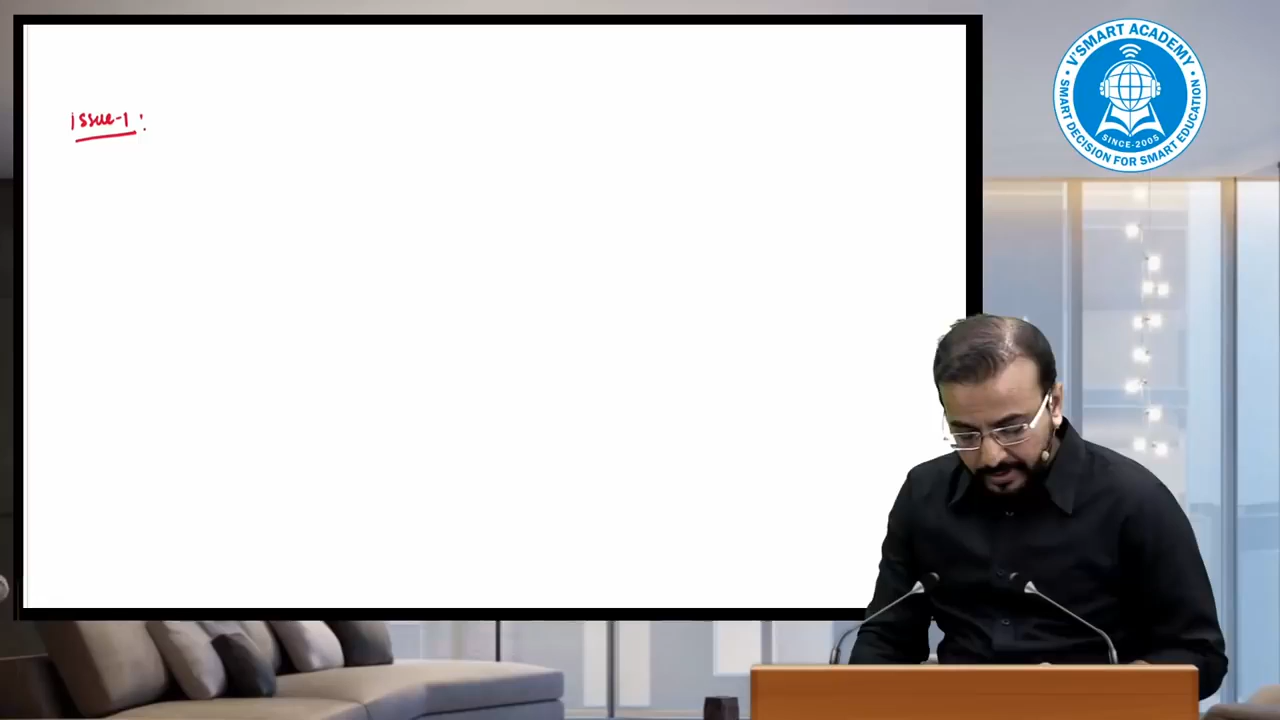 issue-1 :
V'SMART ACADEMY
SMART DECISION FOR SMART EDUCATION
SINCE-2005